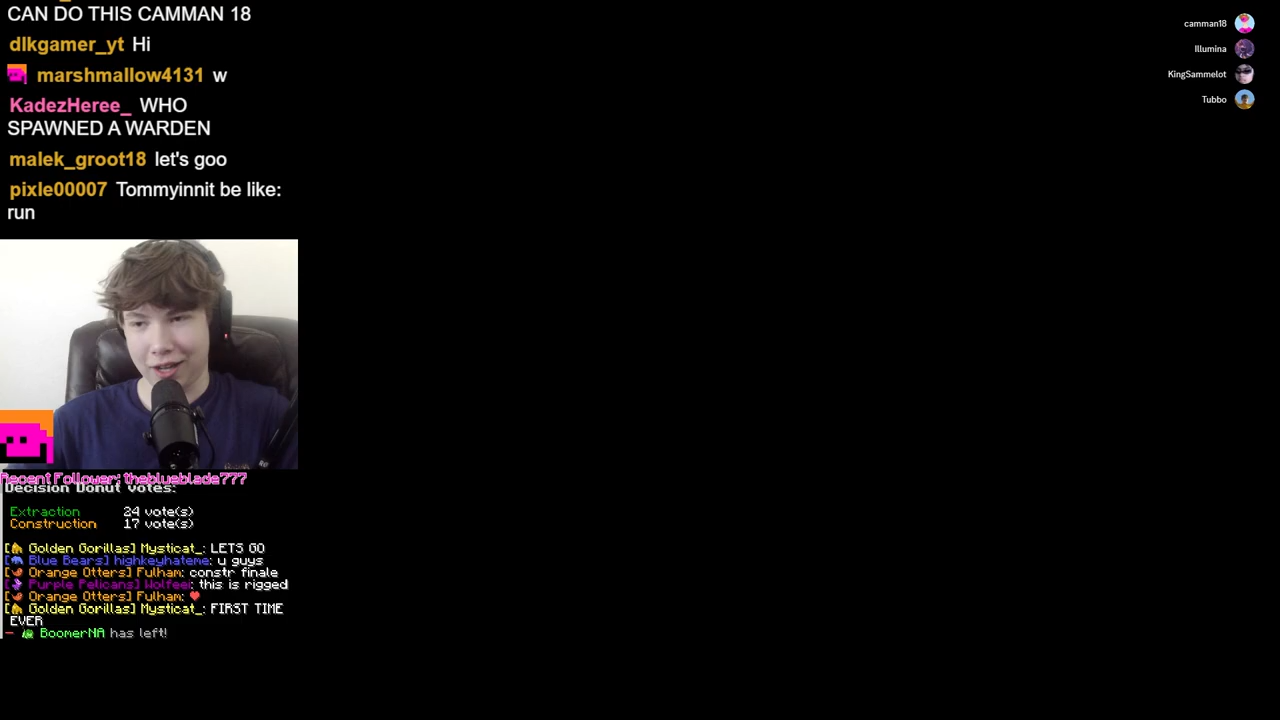 CAN DO THIS CAMMAN 18
dlkgamer_yt Hi
marshmallow4131 w
KadezHeree_ WHO
SPAWNED A WARDEN
malek_groot18 let's goo
pixle00007 Tommyinnit be like:
run
camman18
Illumina
KingSammelot
Tubbo
Recent Follower: theblueblade777
Decision Donut votes:
Extraction 24 vote(s)
Construction 17 vote(s)
[Golden Gorillas] Mysticat_: LETS GO
[Blue Bears] highkeyhateme: u guys
[Orange Otters] Fulham: constr finale
[Purple Pelicans] Wolfeei: this is rigged
[Orange Otters] Fulham: ♥
[Golden Gorillas] Mysticat_: FIRST TIME
EVER
- BoomerNA has left!